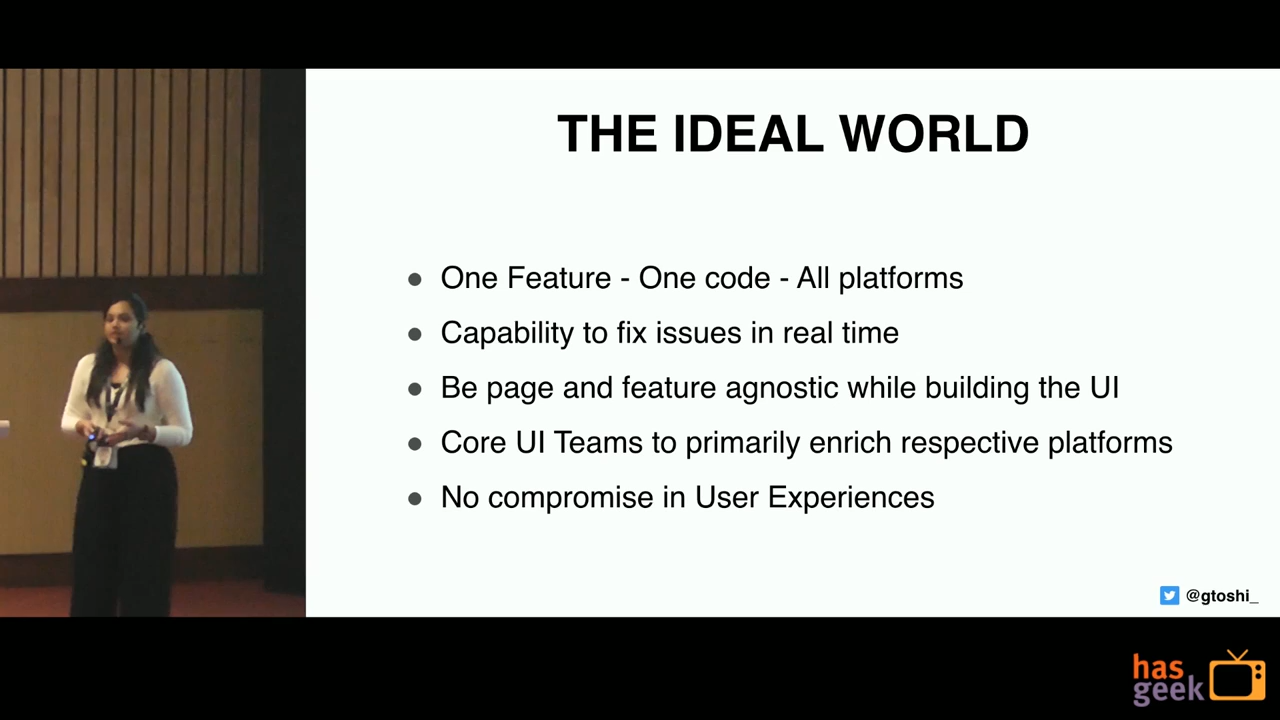 THE IDEAL WORLD
One Feature - One code - All platforms
Capability to fix issues in real time
Be page and feature agnostic while building the UI
Core UI Teams to primarily enrich respective platforms
No compromise in User Experiences
@gtoshi_
has
geek